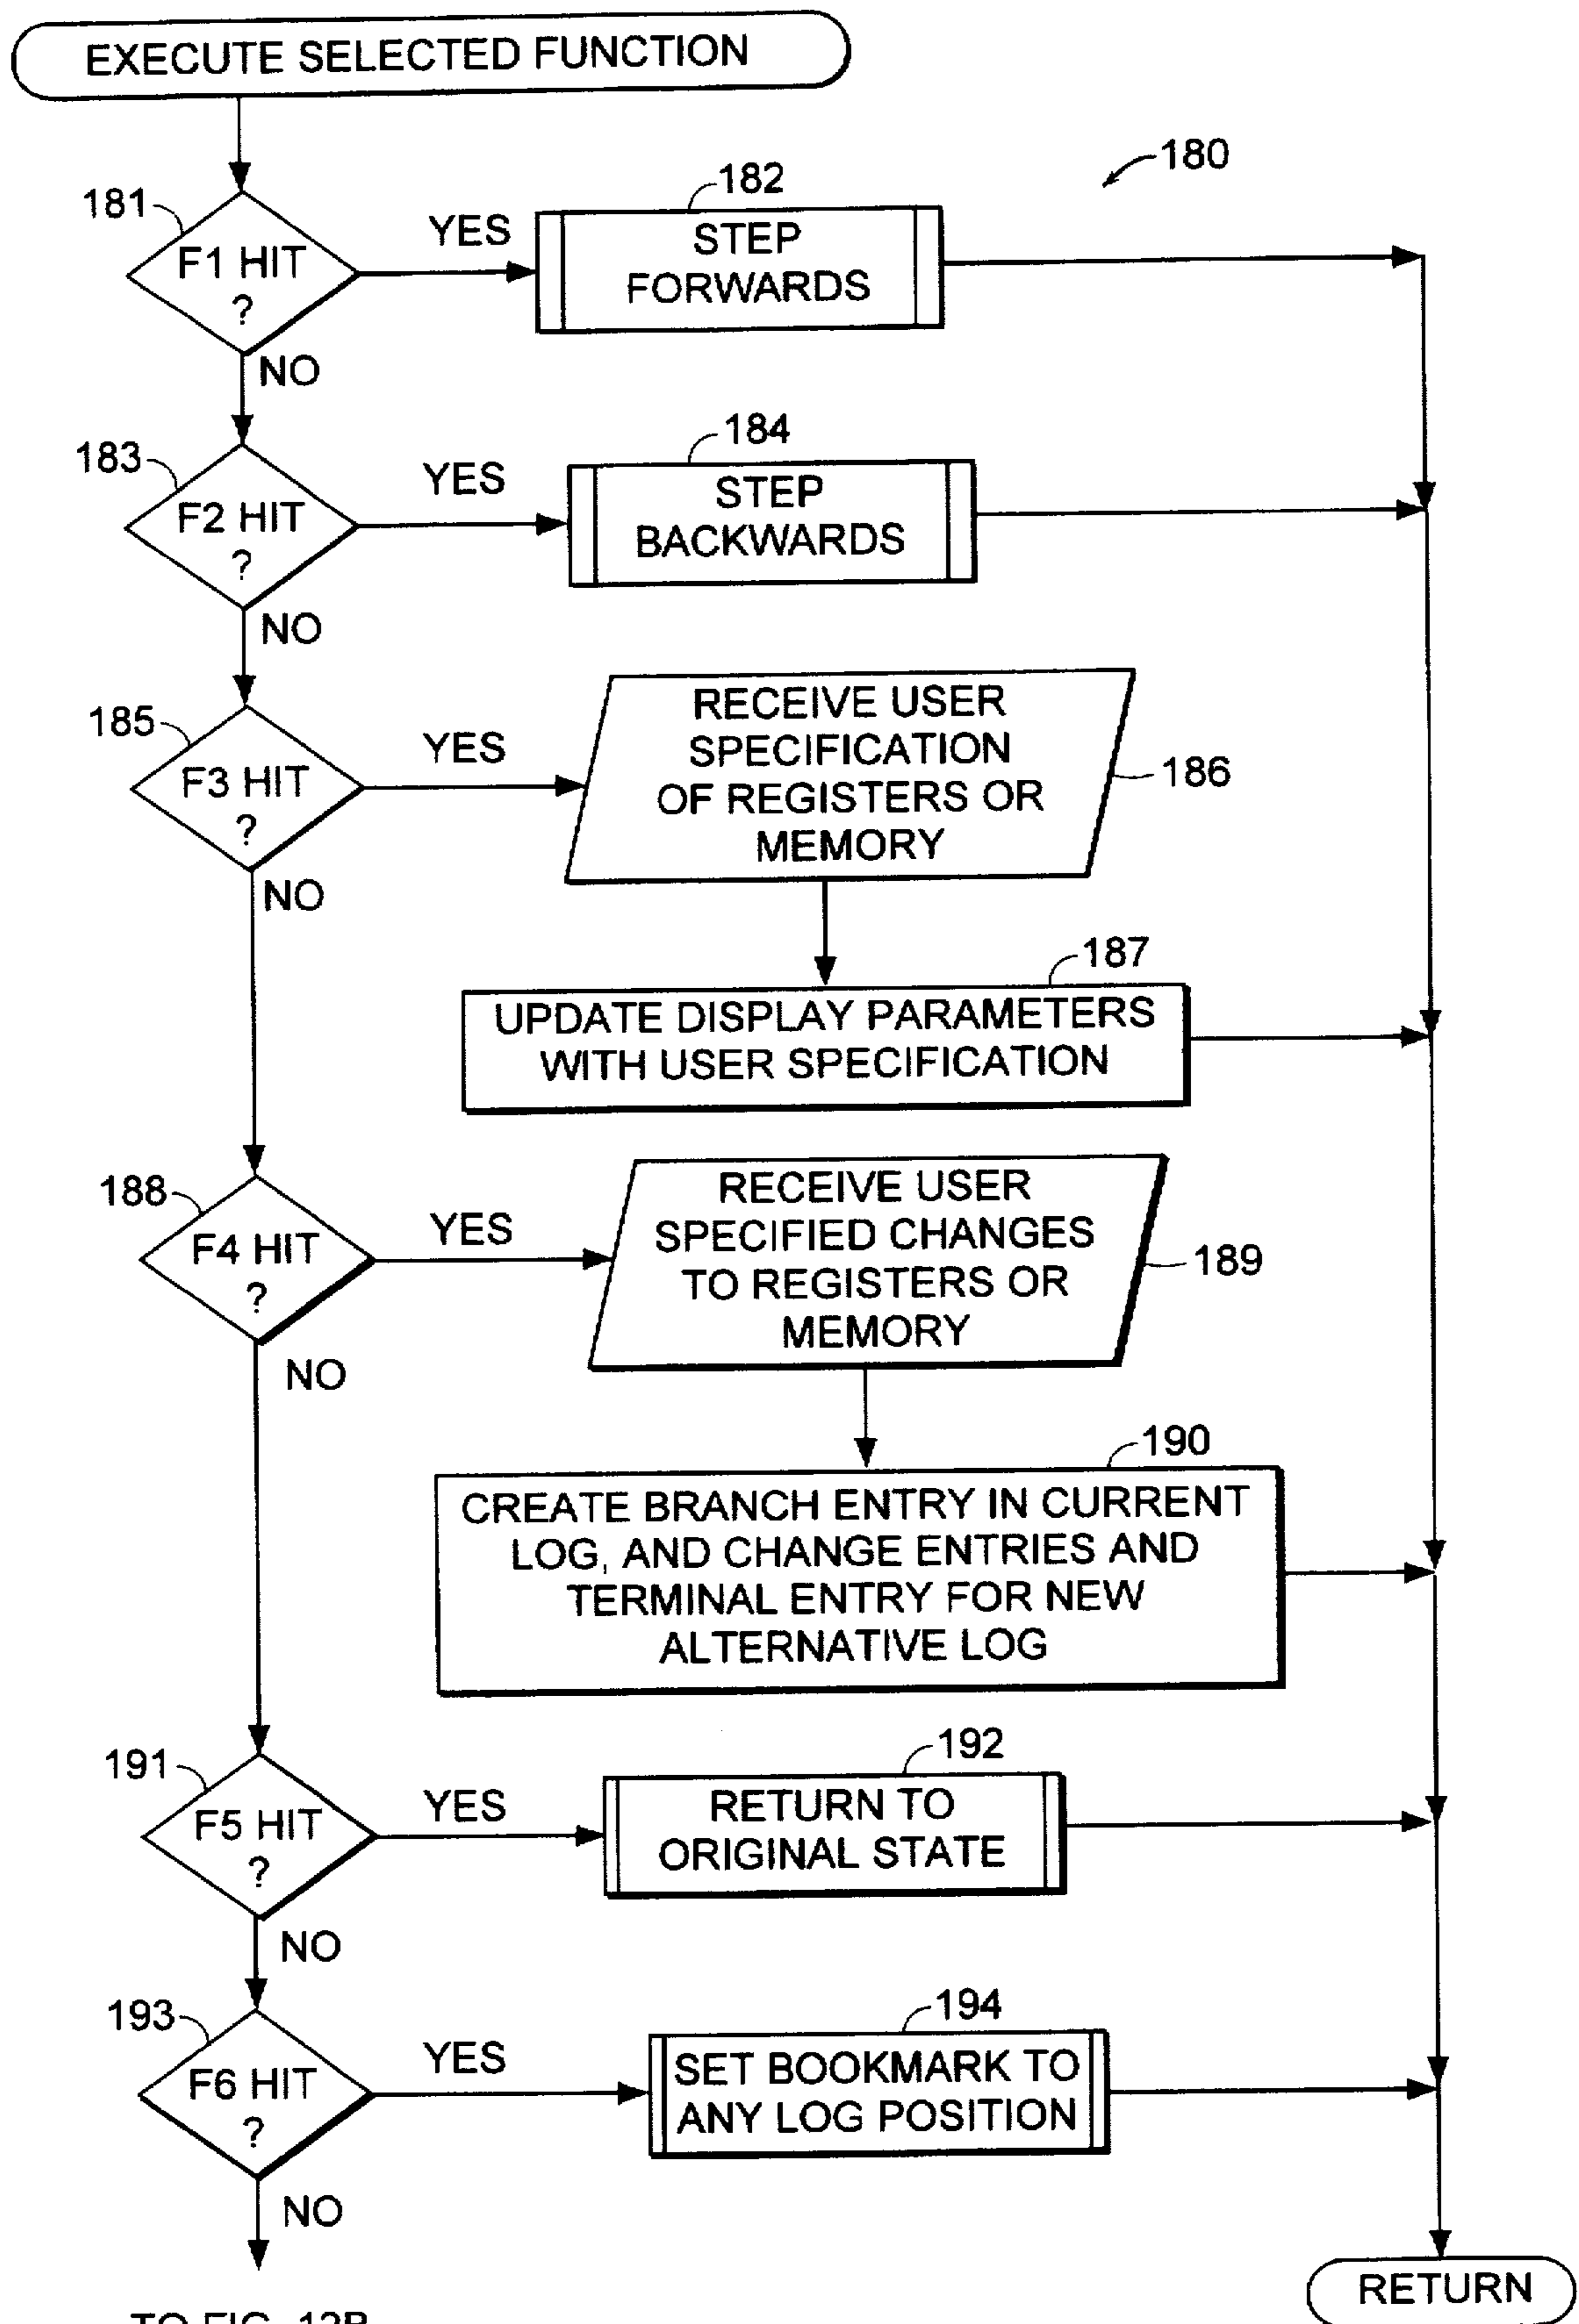 EXECUTE SELECTED FUNCTION
180
181
F1 HIT
?
YES
NO
182
STEP
FORWARDS
183
F2 HIT
?
YES
NO
184
STEP
BACKWARDS
185
F3 HIT
?
YES
NO
RECEIVE USER
SPECIFICATION
OF REGISTERS OR
MEMORY
186
187
UPDATE DISPLAY PARAMETERS
WITH USER SPECIFICATION
188
F4 HIT
?
YES
NO
RECEIVE USER
SPECIFIED CHANGES
TO REGISTERS OR
MEMORY
189
190
CREATE BRANCH ENTRY IN CURRENT
LOG, AND CHANGE ENTRIES AND
TERMINAL ENTRY FOR NEW
ALTERNATIVE LOG
191
F5 HIT
?
YES
NO
192
RETURN TO
ORIGINAL STATE
193
F6 HIT
?
YES
NO
194
SET BOOKMARK TO
ANY LOG POSITION
RETURN
TO FIG. 12B